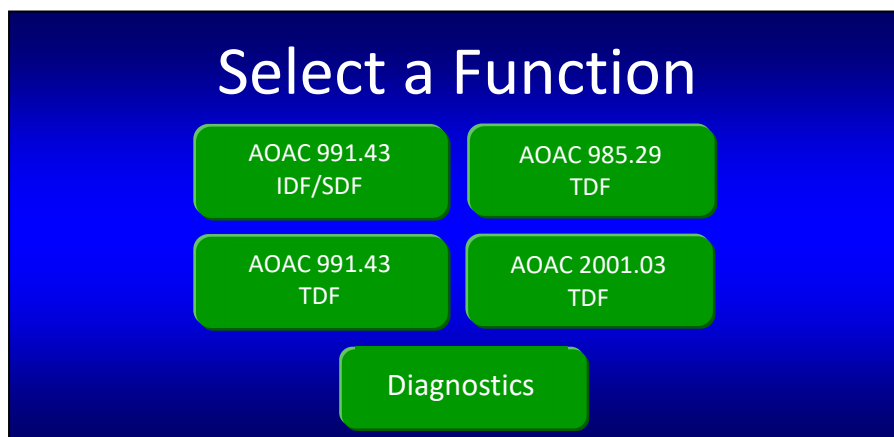 Select a Function
AOAC 991.43
IDF/SDF
AOAC 985.29
TDF
AOAC 991.43
TDF
AOAC 2001.03
TDF
Diagnostics